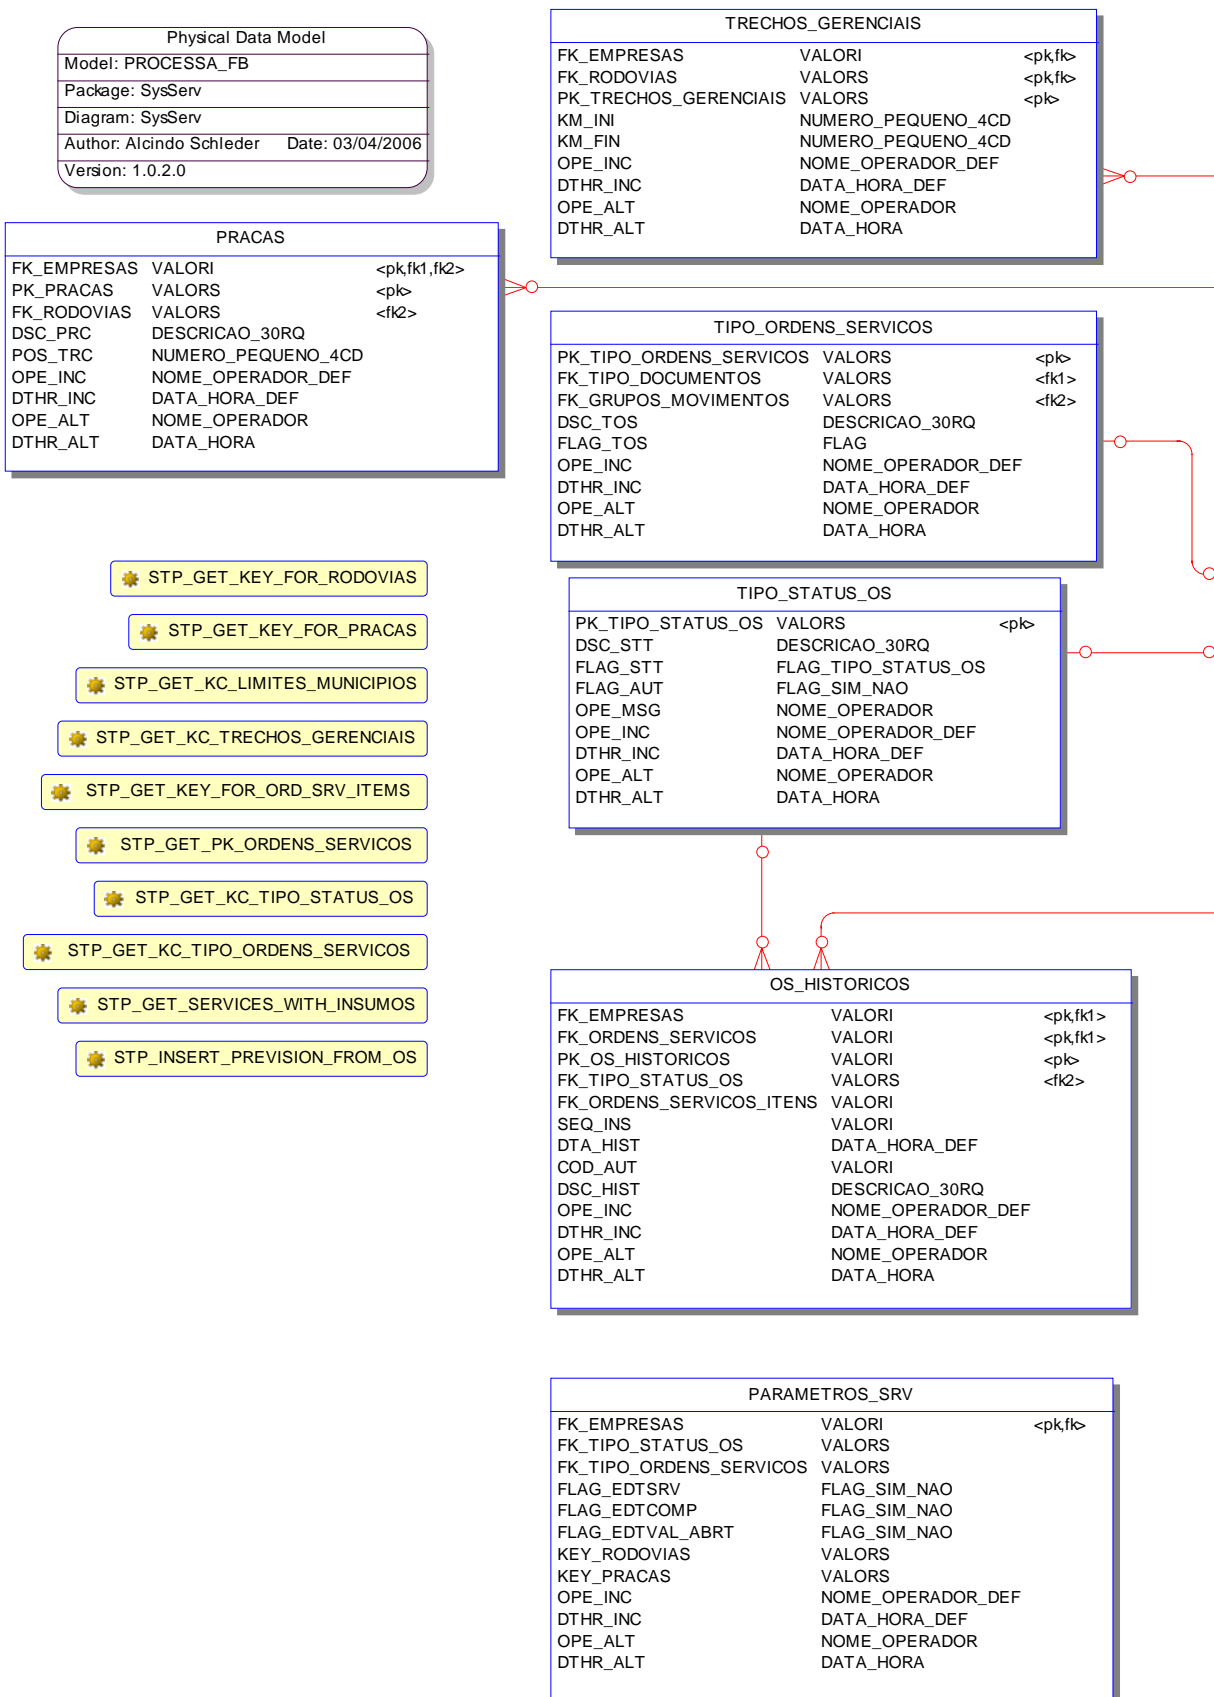 Physical Data Model
Model: PROCESSA_FB
Package: SysServ
Diagram: SysServ
Author: Alcindo Schleder Date: 03/04/2006
Version: 1.0.2.0
TRECHOS_GERENCIAIS
FK_EMPRESAS VALORI <pk,fk>
FK_RODOVIAS VALORS <pk,fk>
PK_TRECHOS_GERENCIAIS VALORS <pk>
KM_INI NUMERO_PEQUENO_4CD
KM_FIN NUMERO_PEQUENO_4CD
OPE_INC NOME_OPERADOR_DEF
DTHR_INC DATA_HORA_DEF
OPE_ALT NOME_OPERADOR
DTHR_ALT DATA_HORA
PRACAS
FK_EMPRESAS VALORI <pk,fk1,fk2>
PK_PRACAS VALORS <pk>
FK_RODOVIAS VALORS <fk2>
DSC_PRC DESCRICAO_30RQ
POS_TRC NUMERO_PEQUENO_4CD
OPE_INC NOME_OPERADOR_DEF
DTHR_INC DATA_HORA_DEF
OPE_ALT NOME_OPERADOR
DTHR_ALT DATA_HORA
TIPO_ORDENS_SERVICOS
PK_TIPO_ORDENS_SERVICOS VALORS <pk>
FK_TIPO_DOCUMENTOS VALORS <fk1>
FK_GRUPOS_MOVIMENTOS VALORS <fk2>
DSC_TOS DESCRICAO_30RQ
FLAG_TOS FLAG
OPE_INC NOME_OPERADOR_DEF
DTHR_INC DATA_HORA_DEF
OPE_ALT NOME_OPERADOR
DTHR_ALT DATA_HORA
STP_GET_KEY_FOR_RODOVIAS
STP_GET_KEY_FOR_PRACAS
STP_GET_KC_LIMITES_MUNICIPIOS
STP_GET_KC_TRECHOS_GERENCIAIS
STP_GET_KEY_FOR_ORD_SRV_ITEMS
STP_GET_PK_ORDENS_SERVICOS
STP_GET_KC_TIPO_STATUS_OS
STP_GET_KC_TIPO_ORDENS_SERVICOS
STP_GET_SERVICES_WITH_INSUMOS
STP_INSERT_PREVISION_FROM_OS
TIPO_STATUS_OS
PK_TIPO_STATUS_OS VALORS <pk>
DSC_STT DESCRICAO_30RQ
FLAG_STT FLAG_TIPO_STATUS_OS
FLAG_AUT FLAG_SIM_NAO
OPE_MSG NOME_OPERADOR
OPE_INC NOME_OPERADOR_DEF
DTHR_INC DATA_HORA_DEF
OPE_ALT NOME_OPERADOR
DTHR_ALT DATA_HORA
OS_HISTORICOS
FK_EMPRESAS VALORI <pk,fk1>
FK_ORDENS_SERVICOS VALORI <pk,fk1>
PK_OS_HISTORICOS VALORI <pk>
FK_TIPO_STATUS_OS VALORS <fk2>
FK_ORDENS_SERVICOS_ITENS VALORI
SEQ_INS VALORI
DTA_HIST DATA_HORA_DEF
COD_AUT VALORI
DSC_HIST DESCRICAO_30RQ
OPE_INC NOME_OPERADOR_DEF
DTHR_INC DATA_HORA_DEF
OPE_ALT NOME_OPERADOR
DTHR_ALT DATA_HORA
PARAMETROS_SRV
FK_EMPRESAS VALORI <pk,fk>
FK_TIPO_STATUS_OS VALORS
FK_TIPO_ORDENS_SERVICOS VALORS
FLAG_EDTSRV FLAG_SIM_NAO
FLAG_EDTCOMP FLAG_SIM_NAO
FLAG_EDTVAL_ABRT FLAG_SIM_NAO
KEY_RODOVIAS VALORS
KEY_PRACAS VALORS
OPE_INC NOME_OPERADOR_DEF
DTHR_INC DATA_HORA_DEF
OPE_ALT NOME_OPERADOR
DTHR_ALT DATA_HORA